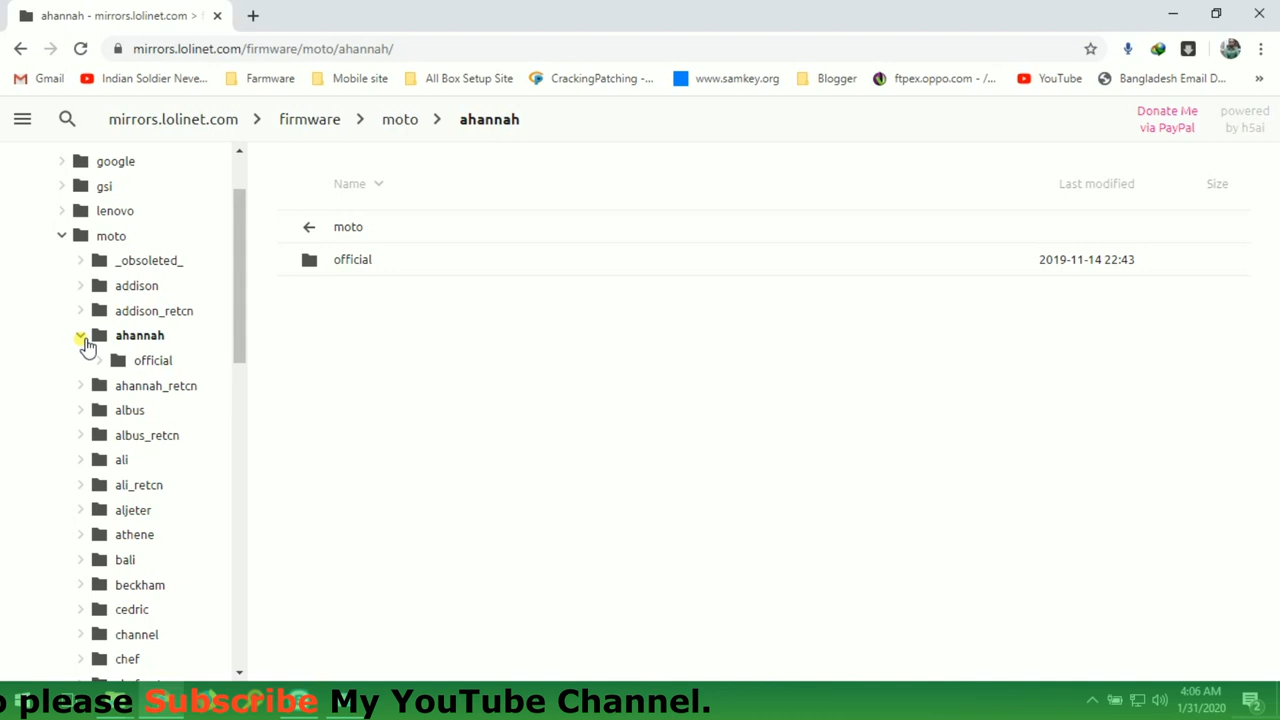 ahannah - mirrors.lolinet.com >
mirrors.lolinet.com/firmware/moto/ahannah/
Gmail
Indian Soldier Neve...
Farmware
Mobile site
All Box Setup Site
CrackingPatching -...
www.samkey.org
Blogger
ftpex.oppo.com - /...
YouTube
Bangladesh Email D...
»
mirrors.lolinet.com > firmware > moto > ahannah
Donate Me
via PayPal
powered
by h5ai
google
gsi
lenovo
moto
_obsoleted_
addison
addison_retcn
ahannah
official
ahannah_retcn
albus
albus_retcn
ali
ali_retcn
aljeter
athene
bali
beckham
cedric
channel
chef
Name
Last modified
Size
moto
official
2019-11-14 22:43
o please Subscribe My YouTube Channel.
4:06 AM
1/31/2020
2